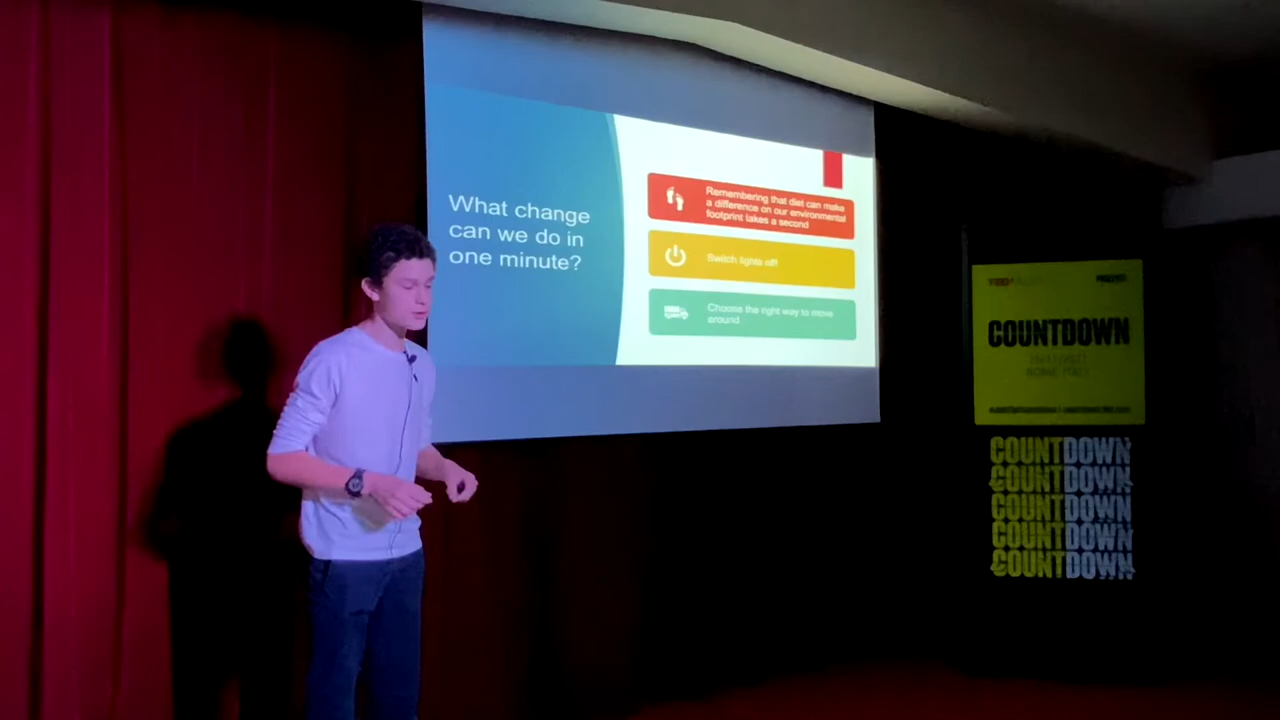 What change
can we do in
one minute?
Remembering that diet can make
a difference on our environmental
footprint takes a second
Switch lights off!
Choose the right way to move
around
COUNTDOWN
COUNTDOWN
COUNTDOWN
COUNTDOWN
COUNTDOWN
COUNTDOWN